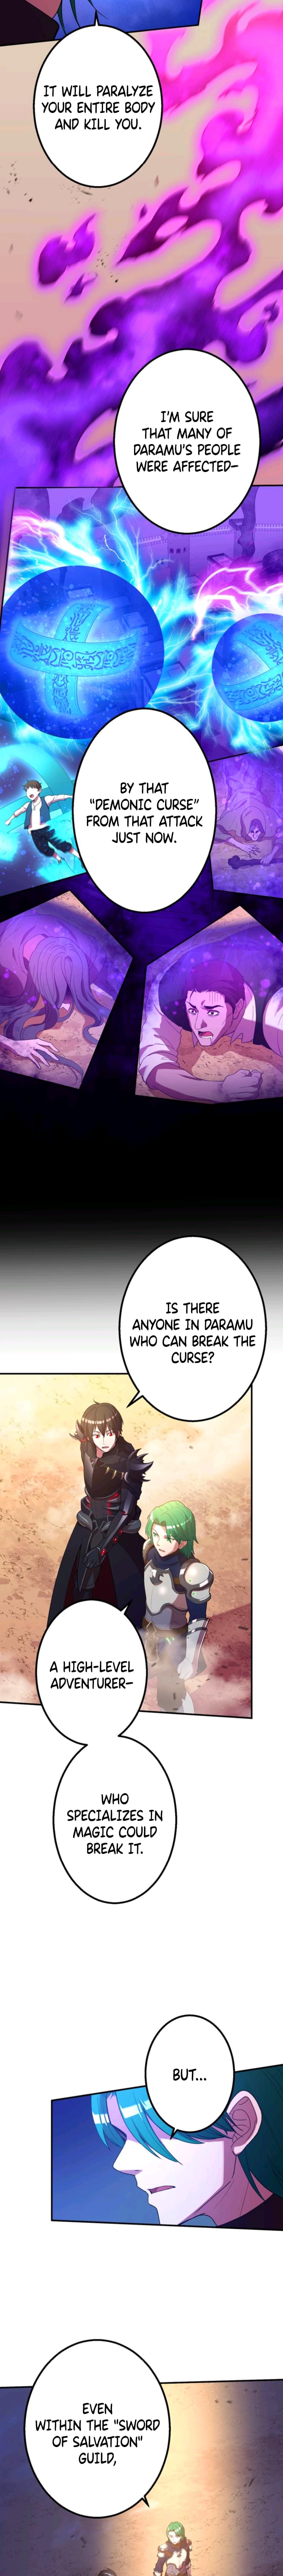 IT WILL PARALYZE
YOUR ENTIRE BODY
AND KILL YOU.
I'M SURE
THAT MANY OF
DARAMU'S PEOPLE
WERE AFFECTED-
BY THAT
"DEMONIC CURSE"
FROM THAT ATTACK
JUST NOW.
IS THERE
ANYONE IN DARAMU
WHO CAN BREAK THE
CURSE?
A HIGH-LEVEL
ADVENTURER-
WHO
SPECIALIZES IN
MAGIC COULD
BREAK IT.
BUT...
EVEN
WITHIN THE "SWORD
OF SALVATION"
GUILD,